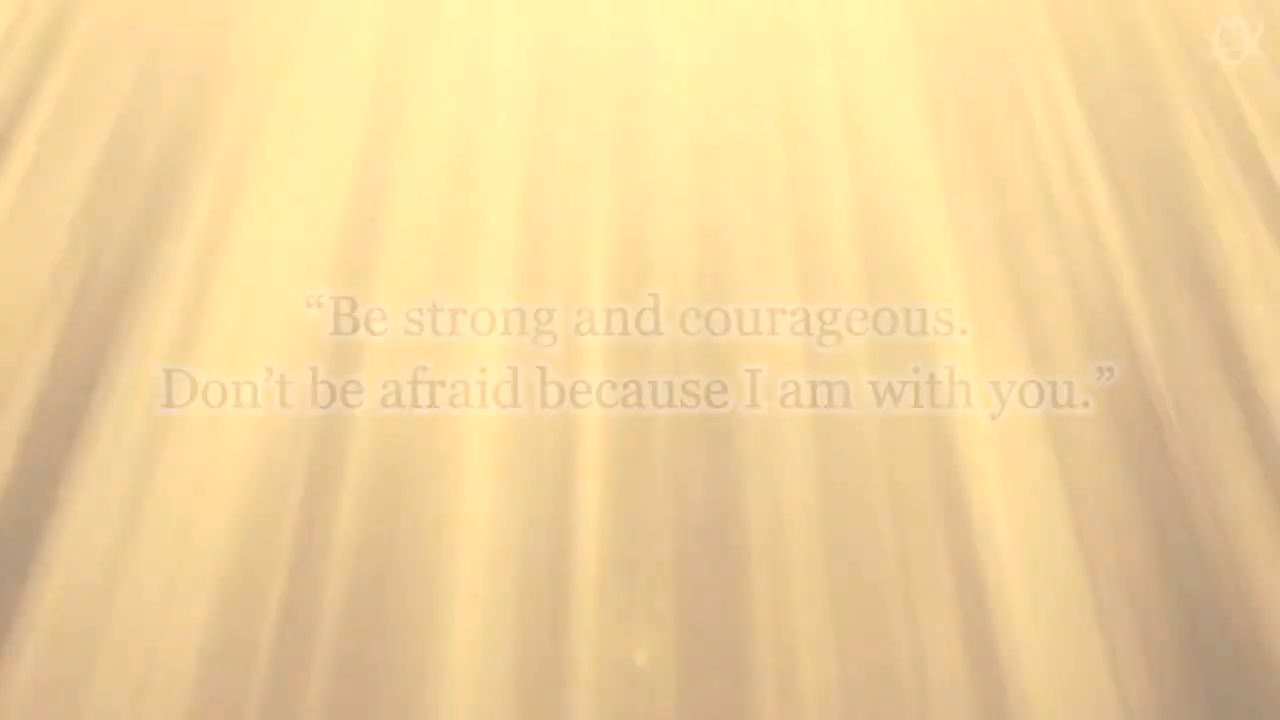 “Be strong and courageous.
Don’t be afraid because I am with you.”